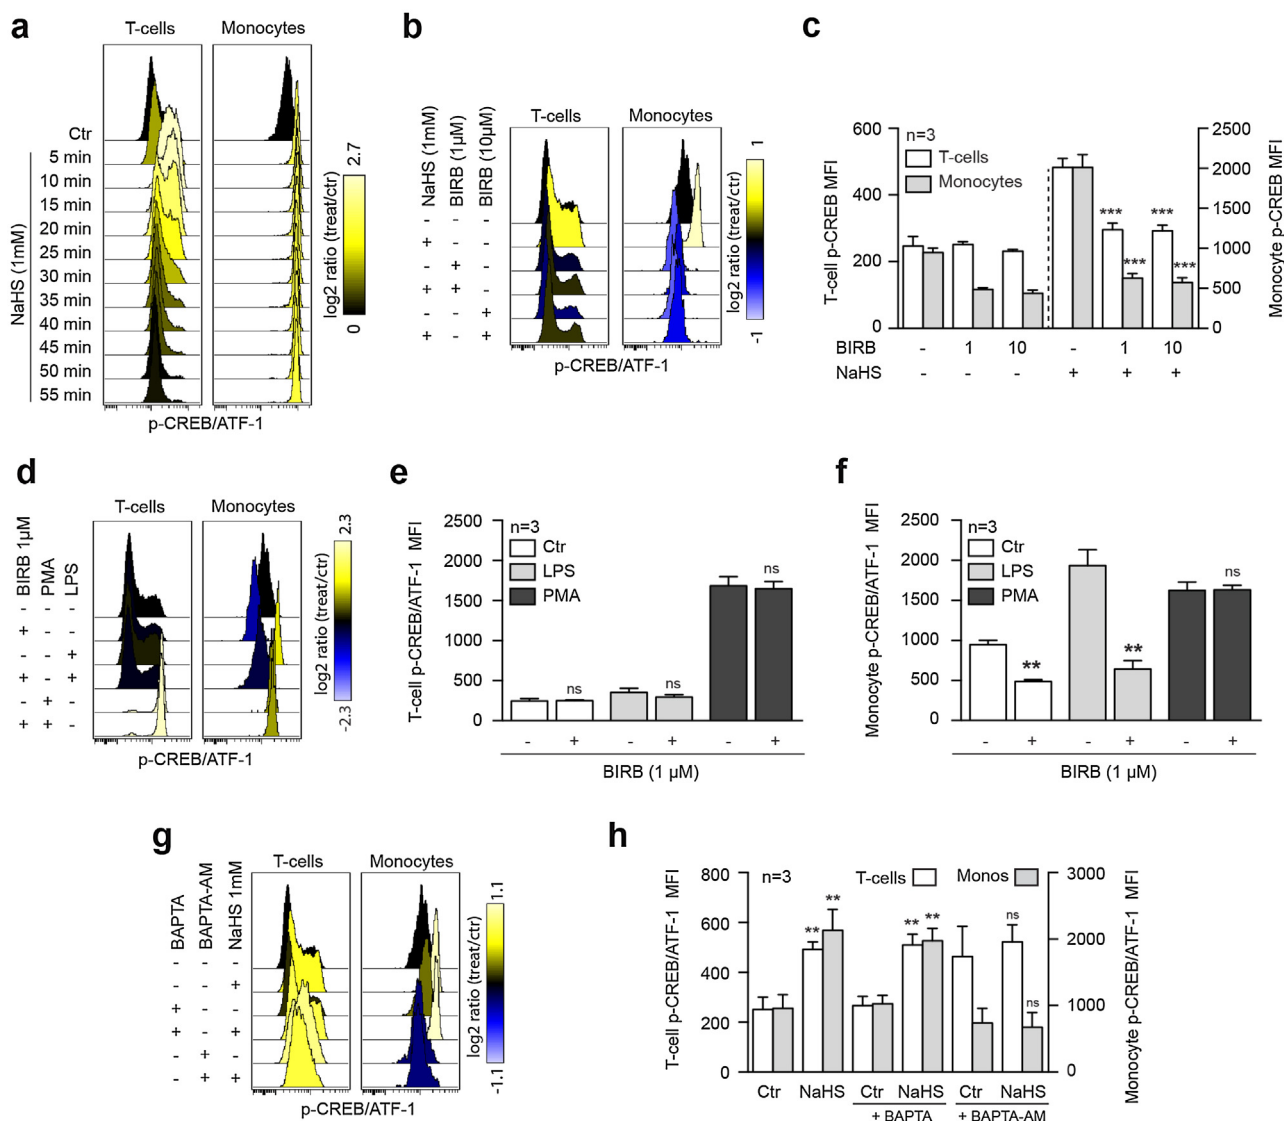 a
T-cells Monocytes
Ctr
5 min
10 min
15 min
20 min
25 min
30 min
35 min
40 min
45 min
50 min
55 min
NaHS (1mM)
p-CREB/ATF-1
log2 ratio (treat/ctr)
2.7
0
b
NaHS (1mM)
BIRB (1µM)
BIRB (10µM)
T-cells Monocytes
- - -
+ - -
- + -
+ + -
- - +
+ - +
p-CREB/ATF-1
log2 ratio (treat/ctr)
1
-1
c
n=3
T-cells
Monocytes
T-cell p-CREB MFI
600
400
200
0
Monocyte p-CREB MFI
2500
2000
1500
1000
500
0
*** ***
*** ***
BIRB - 1 10 - 1 10
NaHS - - - + + +
d
BIRB 1µM
PMA
LPS
T-cells Monocytes
- - -
+ - -
- - +
+ - +
- + -
+ + -
p-CREB/ATF-1
log2 ratio (treat/ctr)
2.3
-2.3
e
n=3
Ctr
LPS
PMA
T-cell p-CREB/ATF-1 MFI
2500
2000
1500
1000
500
0
ns ns ns
- + - + - +
BIRB (1 µM)
f
n=3
Ctr
LPS
PMA
Monocyte p-CREB/ATF-1 MFI
2500
2000
1500
1000
500
0
** ** ns
- + - + - +
BIRB (1 µM)
g
BAPTA
BAPTA-AM
NaHS 1mM
T-cells Monocytes
- - -
- - +
+ - -
+ - +
- + -
- + +
p-CREB/ATF-1
log2 ratio (treat/ctr)
1.1
-1.1
h
n=3 T-cells Monos
T-cell p-CREB/ATF-1 MFI
800
600
400
200
0
Monocyte p-CREB/ATF-1 MFI
3000
2000
1000
0
** ** ** ** ns ns
Ctr NaHS Ctr NaHS Ctr NaHS
+ BAPTA + BAPTA-AM